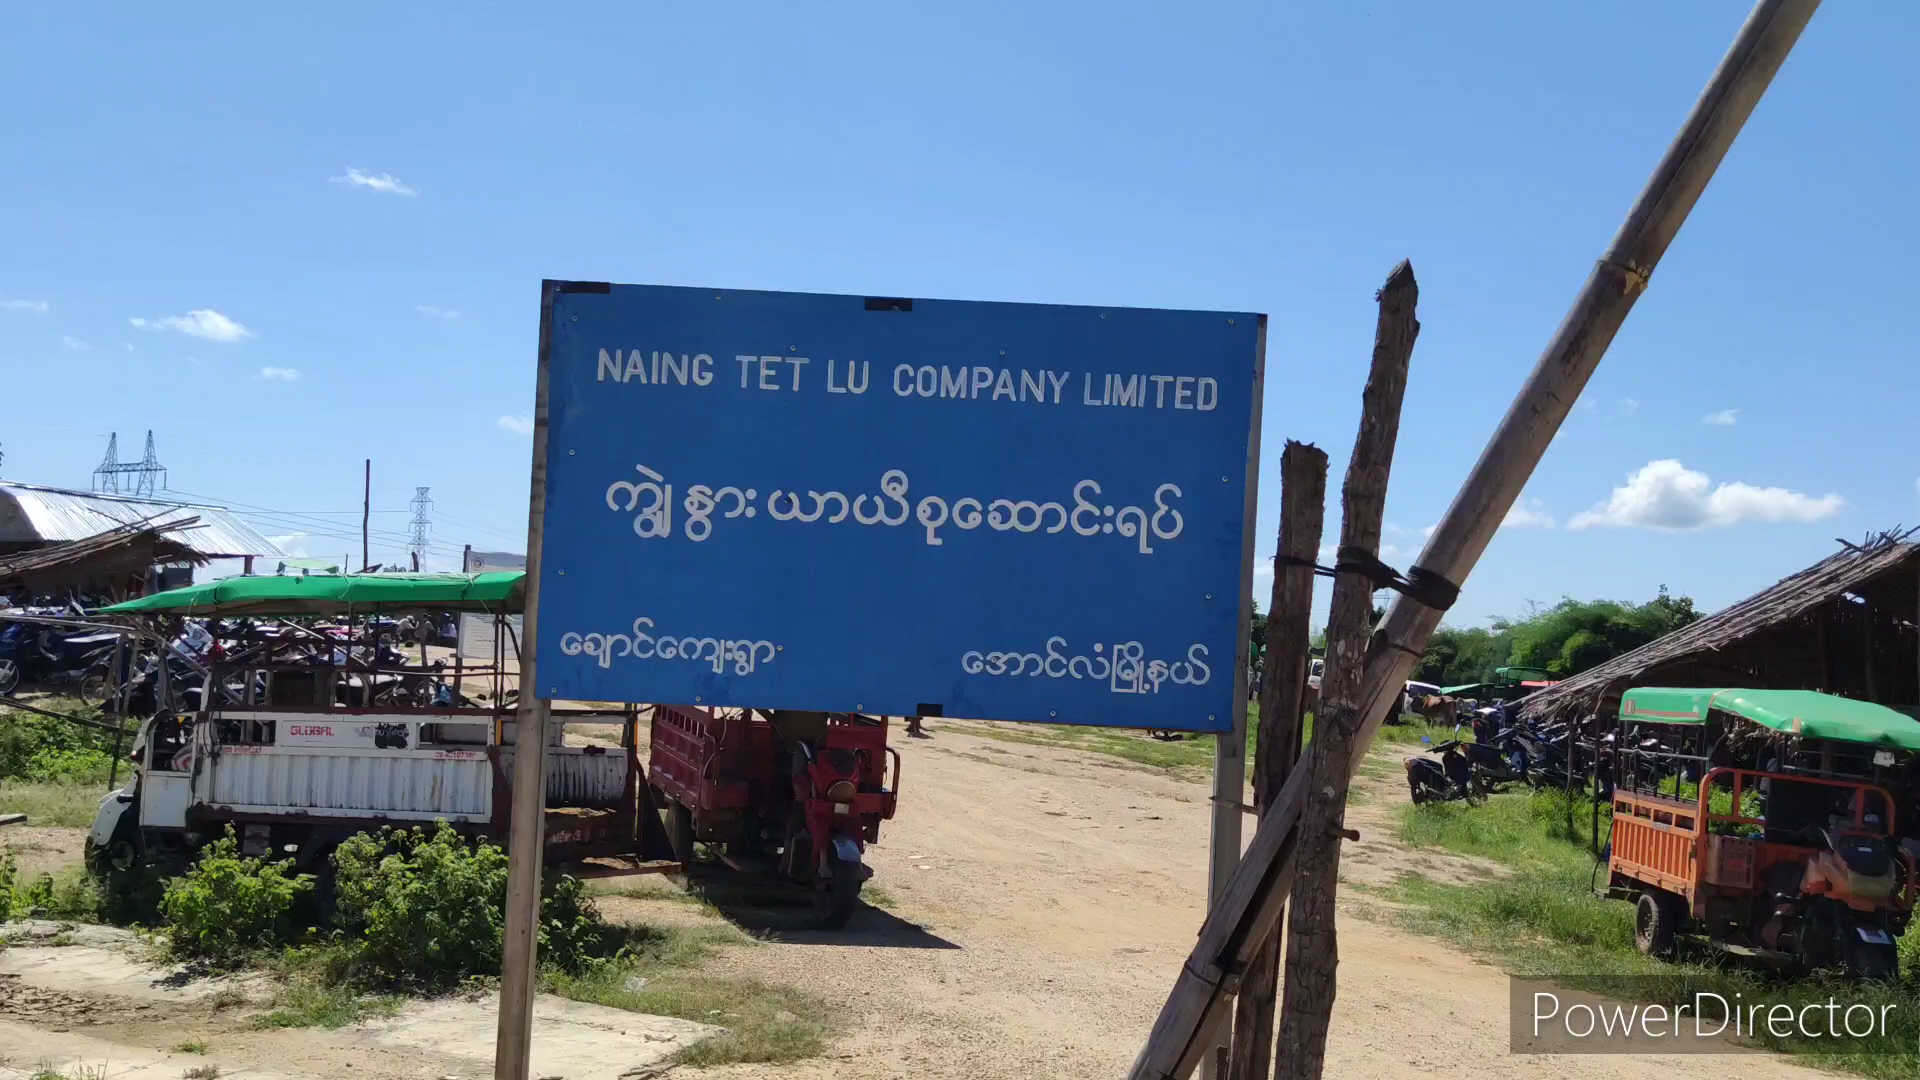 NAING TET LU COMPANY LIMITED
ကျွဲနွားယာယီစုဆောင်းရပ်
ချောင်ကျေးရွာ အောင်လံမြို့နယ်
GLOBAL
PowerDirector